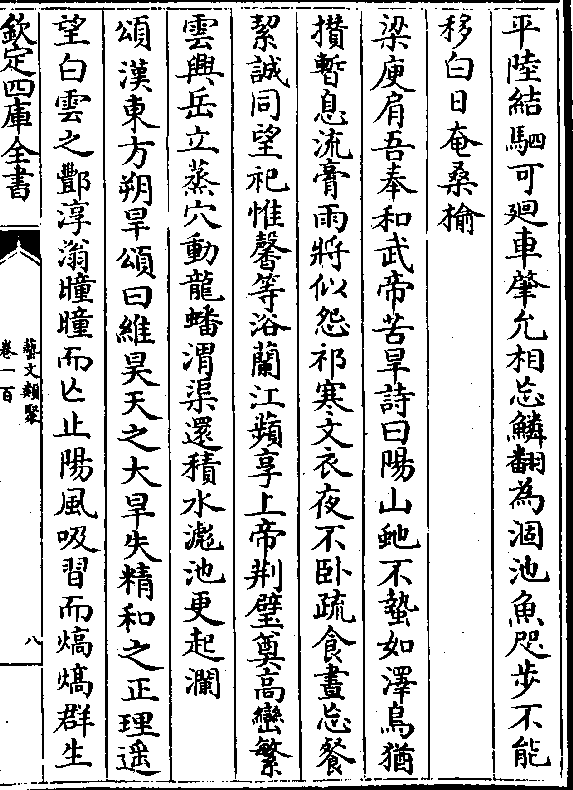 平陸結駟可廻車肇允相忘鱗翻為涸池魚咫步不能
移白日奄桑榆
梁庾肩吾奉和武帝苦旱詩曰陽山虵不蟄如澤鳥猶
攢暫息流膏雨將似怨祁寒文衣夜不卧疏食晝忘餐
絜誠同望祀惟馨等浴蘭江蘋享上帝荆璧奠高巒繁
雲興岳立蒸穴動龍蟠渭渠還積水滮池更起瀾
頌漢東方朔旱頌曰維昊天之大旱失精和之正理遥
望白雲之酆淳滃曈曈而亡止陽風吸習而熇熇群生
欽定四庫全書
藝文類聚
卷一百
八